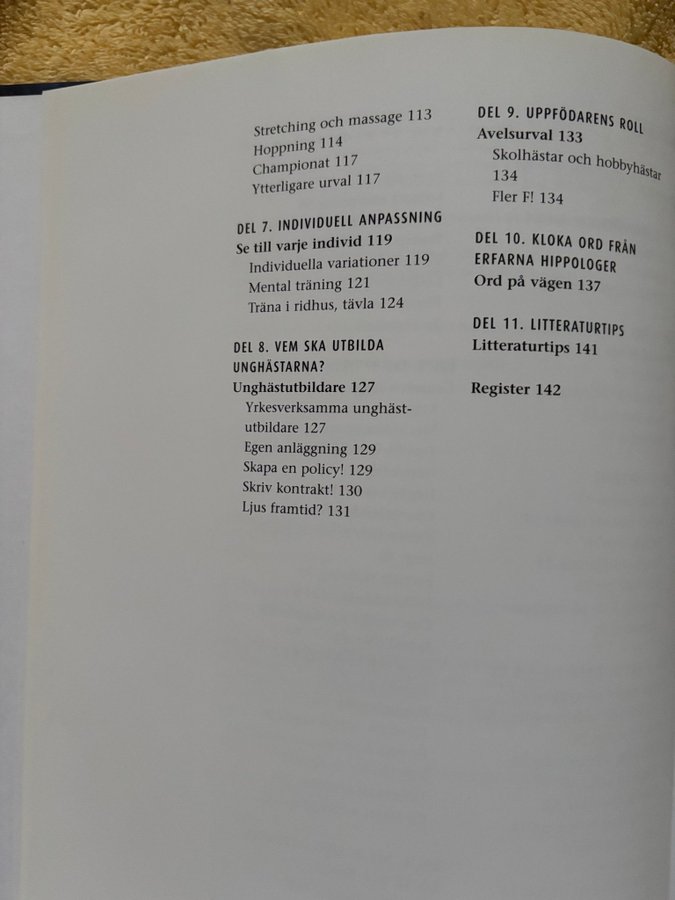 Stretching och massage 113
Hoppning 114
Championat 117
Ytterligare urval 117
DEL 7. INDIVIDUELL ANPASSNING
Se till varje individ 119
Individuella variationer 119
Mental träning 121
Träna i ridhus, tävla 124
DEL 8. VEM SKA UTBILDA
UNGHÄSTARNA?
Unghästutbildare 127
Yrkesverksamma unghäst-
utbildare 127
Egen anläggning 129
Skapa en policy! 129
Skriv kontrakt! 130
Ljus framtid? 131
DEL 9. UPPFÖDARENS ROLL
Avelsurval 133
Skolhästar och hobbyhästar
134
Fler F! 134
DEL 10. KLOKA ORD FRÅN
ERFARNA HIPPOLOGER
Ord på vägen 137
DEL 11. LITTERATURTIPS
Litteraturtips 141
Register 142